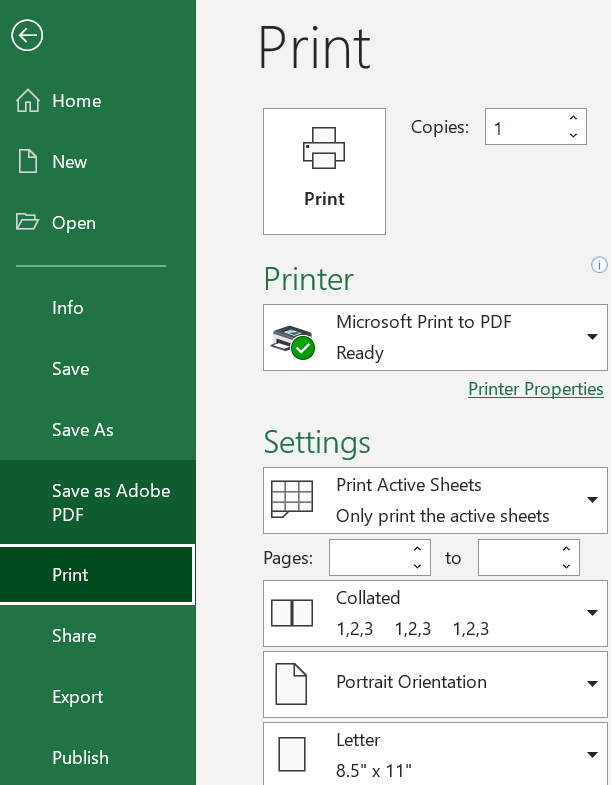 Print
Home
New
Open
Info
Save
Save As
Save as Adobe
PDF
Print
Share
Export
Publish
Print
Copies: 1
Printer
Microsoft Print to PDF
Ready
Printer Properties
Settings
Print Active Sheets
Only print the active sheets
Pages: to
Collated
1,2,3 1,2,3 1,2,3
Portrait Orientation
Letter
8.5" x 11"